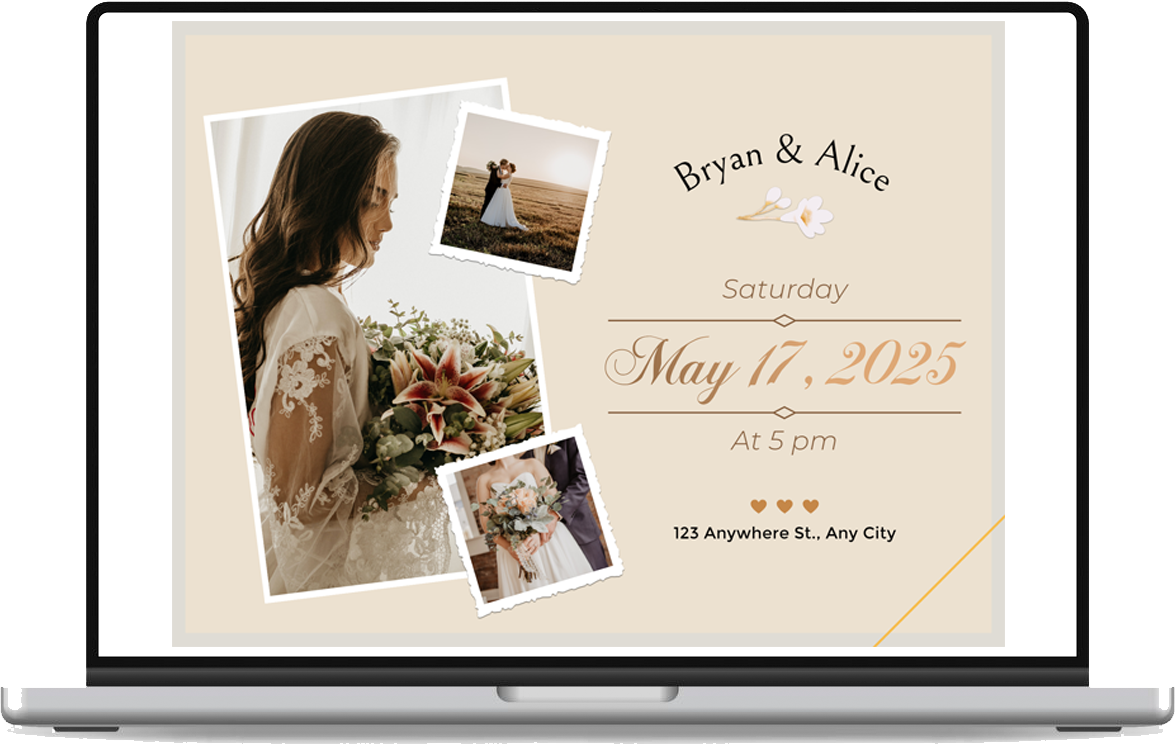 Bryan & Alice
Saturday
May 17, 2025
At 5 pm
123 Anywhere St., Any City